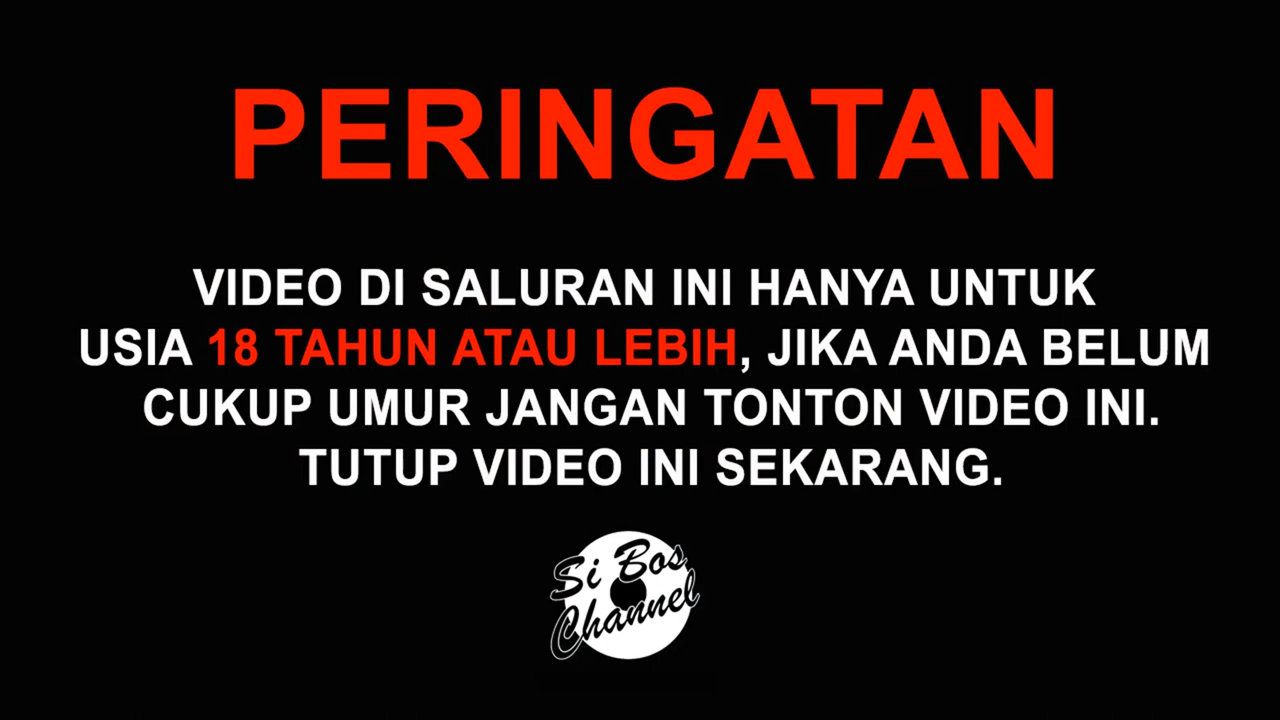 PERINGATAN
VIDEO DI SALURAN INI HANYA UNTUK
USIA 18 TAHUN ATAU LEBIH, JIKA ANDA BELUM
CUKUP UMUR JANGAN TONTON VIDEO INI.
TUTUP VIDEO INI SEKARANG.
Si Bos
Channel